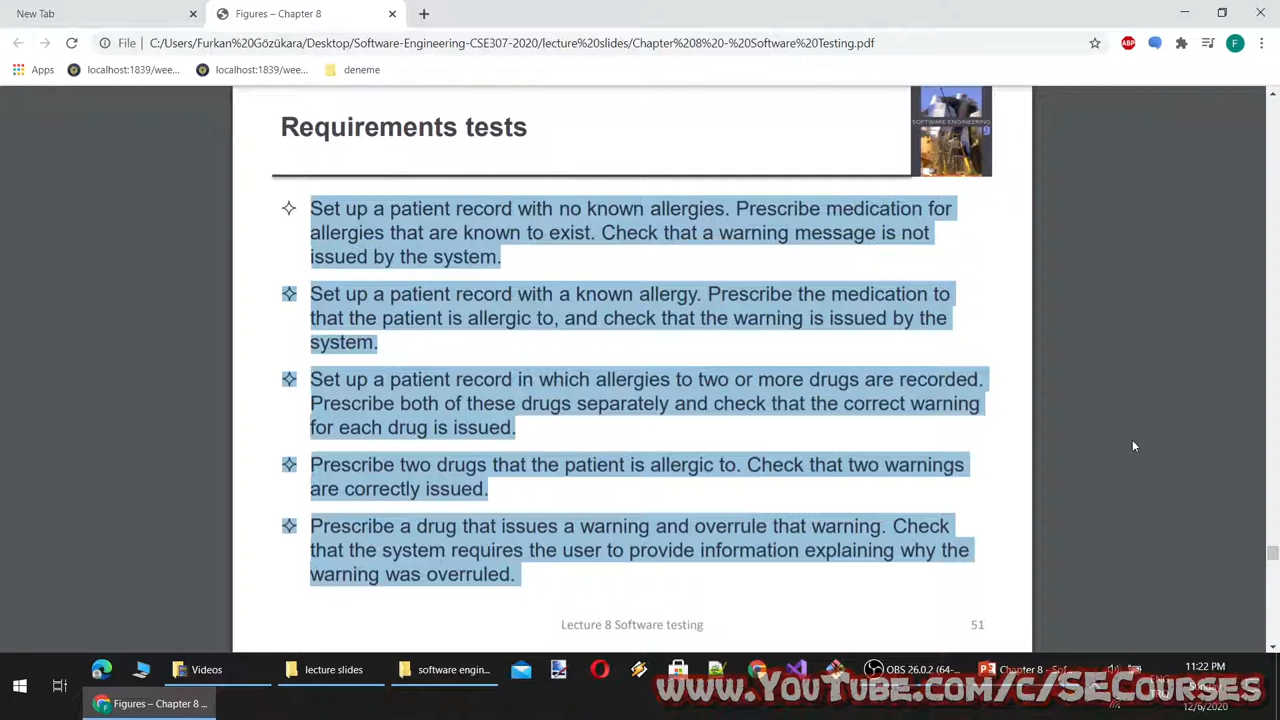 New Tab
Figures – Chapter 8
File
C:/Users/Furkan%20Gözükara/Desktop/Software-Engineering-CSE307-2020/lecture%20slides/Chapter%208%20-%20Software%20Testing.pdf
ABP
F
Apps
localhost:1839/wee...
localhost:1839/wee...
deneme
Requirements tests
SOFTWARE ENGINEERING
9
Set up a patient record with no known allergies. Prescribe medication for
allergies that are known to exist. Check that a warning message is not
issued by the system.
Set up a patient record with a known allergy. Prescribe the medication to
that the patient is allergic to, and check that the warning is issued by the
system.
Set up a patient record in which allergies to two or more drugs are recorded.
Prescribe both of these drugs separately and check that the correct warning
for each drug is issued.
Prescribe two drugs that the patient is allergic to. Check that two warnings
are correctly issued.
Prescribe a drug that issues a warning and overrule that warning. Check
that the system requires the user to provide information explaining why the
warning was overruled.
Lecture 8 Software testing
51
Videos
lecture slides
software engin...
OBS 26.0.2 (64-...
Chapter 8 - Sof...
11:22 PM
Figures – Chapter 8 ...
www.YouTube.com/c/SECourses
12/6/2020